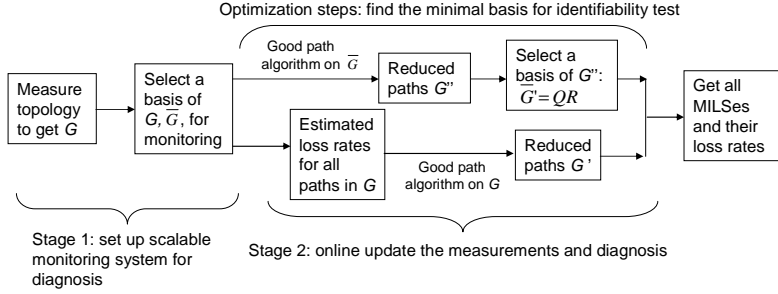 Optimization steps: find the minimal basis for identifiability test
Measure
topology
to get G
Select a
basis of
G, G̅, for
monitoring
Good path
algorithm on G̅
Reduced
paths G"
Select a
basis of G":
G̅'=QR
Estimated
loss rates
for all
paths in G
Good path
algorithm on G
Reduced
paths G'
Get all
MILSes
and their
loss rates
Stage 1: set up scalable
monitoring system for
diagnosis
Stage 2: online update the measurements and diagnosis